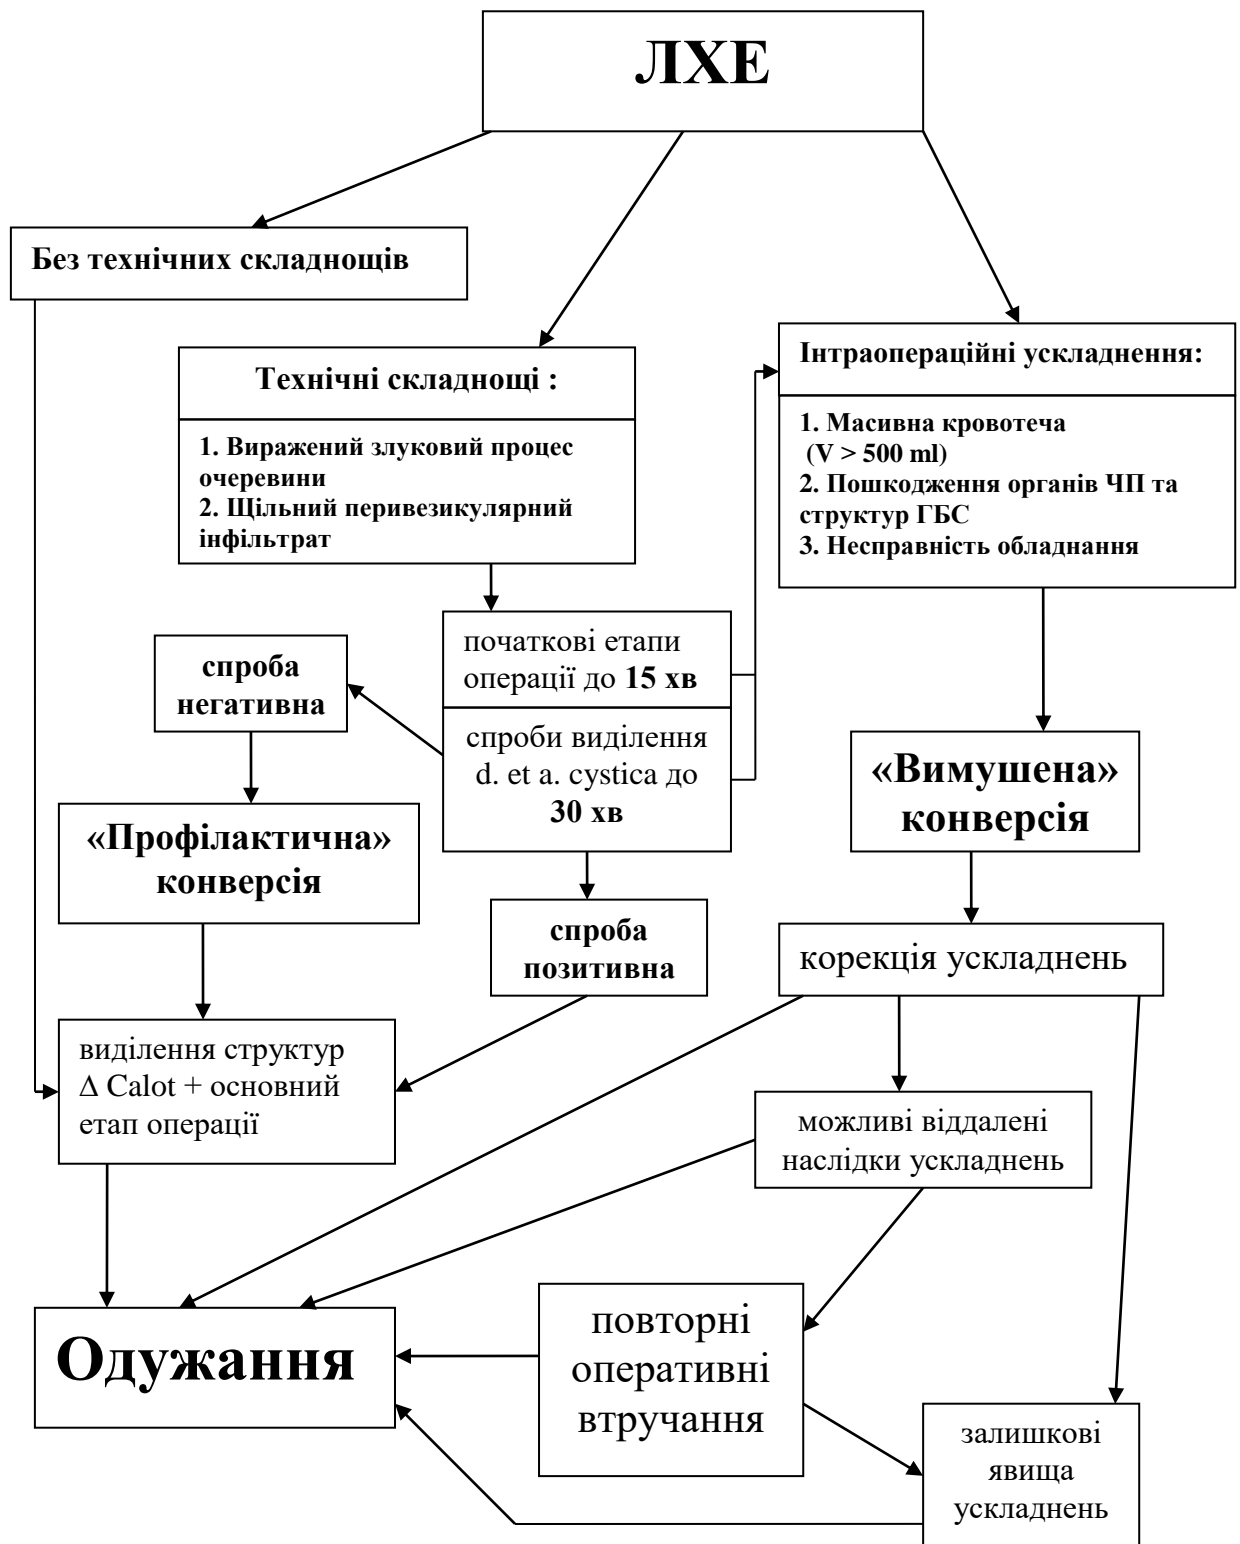 ЛХЕ
Без технічних складнощів
Технічні складнощі :
1. Виражений злуковий процес
очеревини
2. Щільний перивезикулярний
інфільтрат
Інтраопераційні ускладнення:
1. Масивна кровотеча
(V > 500 ml)
2. Пошкодження органів ЧП та
структур ГБС
3. Несправність обладнання
початкові етапи
операції до 15 хв
спроби виділення
d. et a. cystica до
30 хв
спроба
негативна
«Профілактична»
конверсія
спроба
позитивна
«Вимушена»
конверсія
корекція ускладнень
виділення структур
∆ Calot + основний
етап операції
можливі віддалені
наслідки ускладнень
Одужання
повторні
оперативні
втручання
залишкові
явища
ускладнень